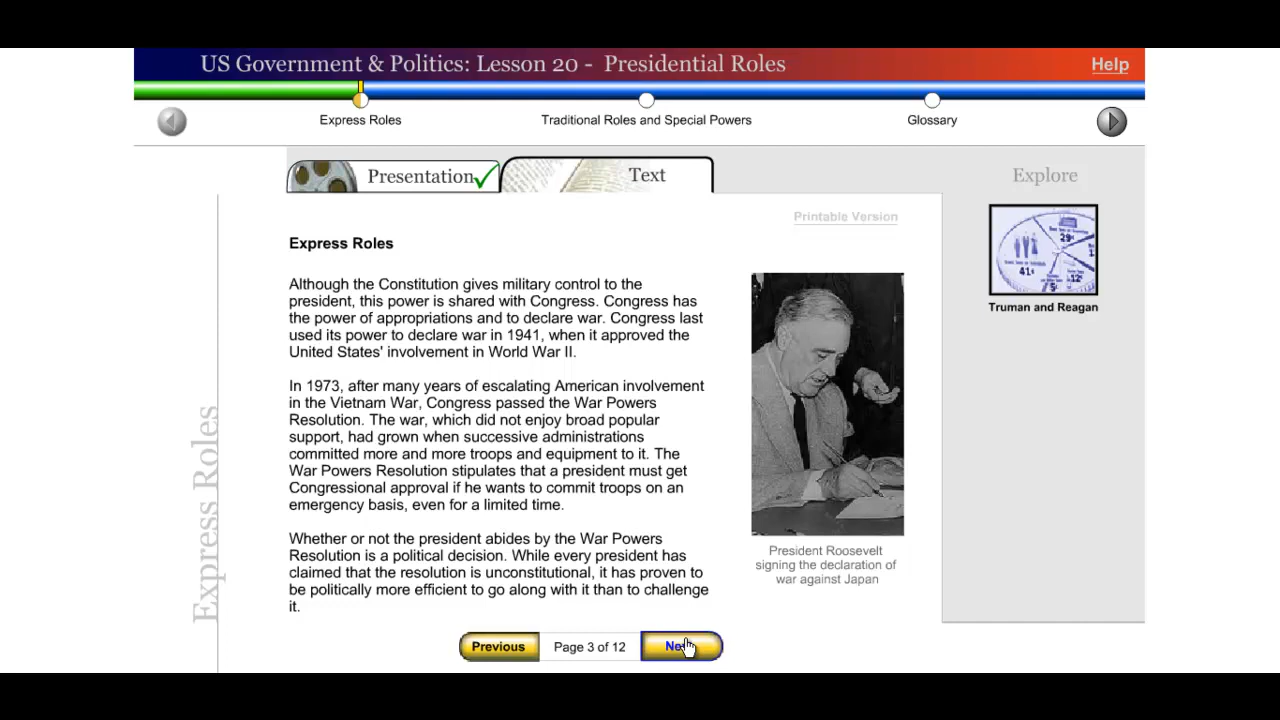 US Government & Politics: Lesson 20 - Presidential Roles
Help
Express Roles
Traditional Roles and Special Powers
Glossary
Presentation
Text
Explore
Printable Version
Express Roles
Although the Constitution gives military control to the
president, this power is shared with Congress. Congress has
the power of appropriations and to declare war. Congress last
used its power to declare war in 1941, when it approved the
United States' involvement in World War II.
In 1973, after many years of escalating American involvement
in the Vietnam War, Congress passed the War Powers
Resolution. The war, which did not enjoy broad popular
support, had grown when successive administrations
committed more and more troops and equipment to it. The
War Powers Resolution stipulates that a president must get
Congressional approval if he wants to commit troops on an
emergency basis, even for a limited time.
Whether or not the president abides by the War Powers
Resolution is a political decision. While every president has
claimed that the resolution is unconstitutional, it has proven to
be politically more efficient to go along with it than to challenge
it.
President Roosevelt
signing the declaration of
war against Japan
29¢
41¢
12¢
5¢
Truman and Reagan
Express Roles
Previous
Page 3 of 12